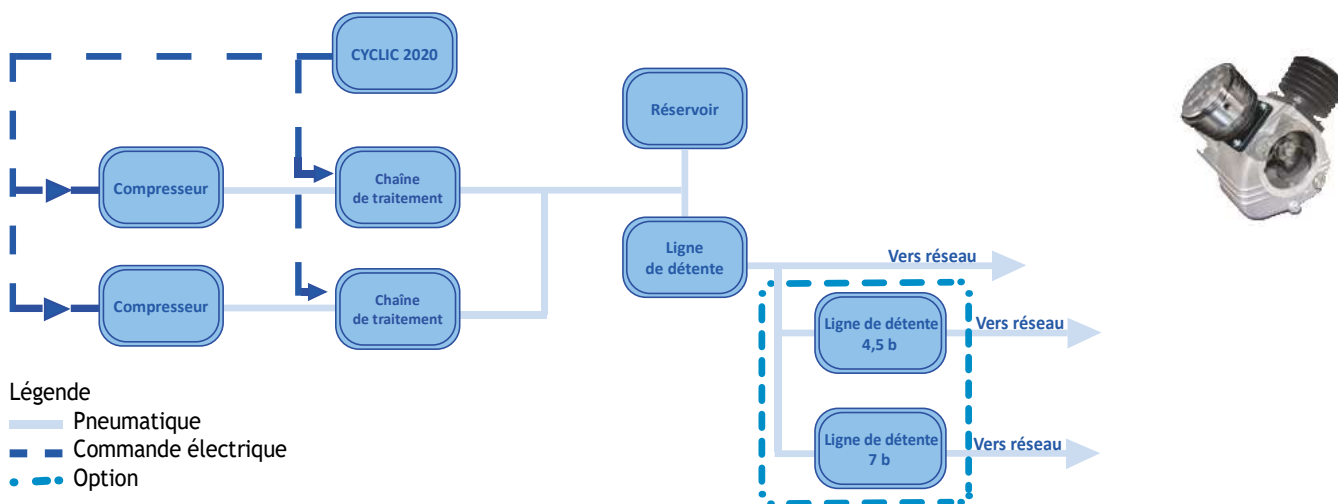 CYCLIC 2020
Réservoir
Compresseur
Chaîne
de traitement
Ligne
de détente
Vers réseau
Compresseur
Chaîne
de traitement
Ligne de détente
4,5 b
Vers réseau
Ligne de détente
7 b
Vers réseau
Légende
Pneumatique
Commande électrique
Option